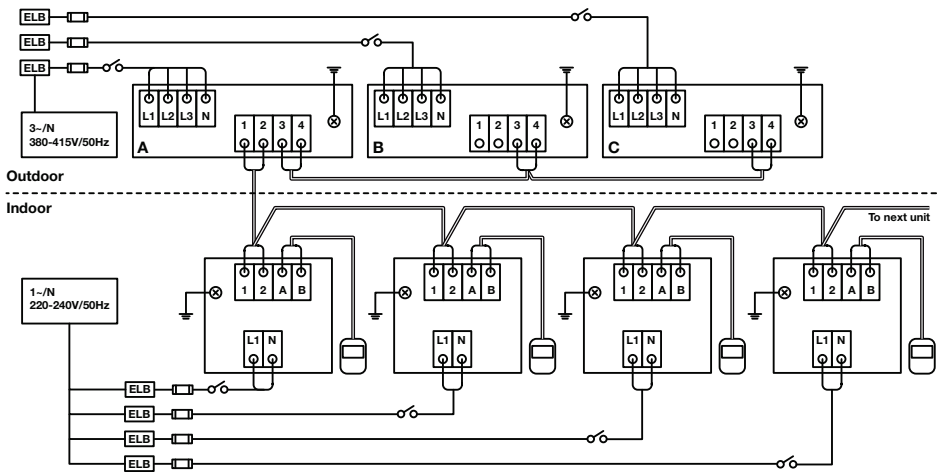 ELB
ELB
ELB
3~/N
380-415V/50Hz
L1 L2 L3 N
1 2 3 4
A
L1 L2 L3 N
1 2 3 4
B
L1 L2 L3 N
1 2 3 4
C
Outdoor
Indoor
To next unit
1~/N
220-240V/50Hz
1 2 A B
L1 N
1 2 A B
L1 N
1 2 A B
L1 N
1 2 A B
L1 N
ELB
ELB
ELB
ELB